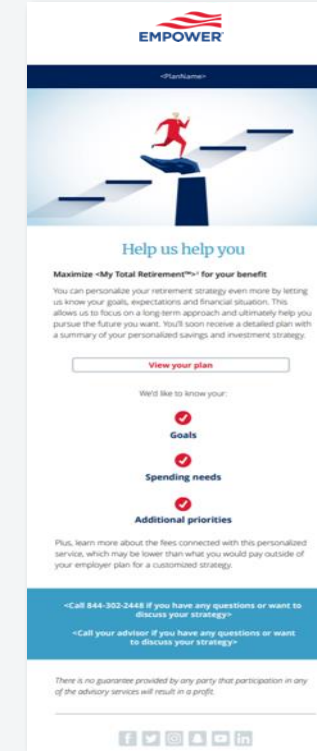 EMPOWER
<PlanName>
Help us help you
Maximize <My Total Retirement™>¹ for your benefit
You can personalize your retirement strategy even more by letting
us know your goals, expectations and financial situation. This
allows us to focus on a long-term approach and ultimately help you
pursue the future you want. You'll soon receive a detailed plan with
a summary of your personalized savings and investment strategy.
View your plan
We'd like to know your:
Goals
Spending needs
Additional priorities
Plus, learn more about the fees connected with this personalized
service, which may be lower than what you would pay outside of
your employer plan for a customized strategy.
<Call 844-302-2448 if you have any questions or want to
discuss your strategy>
<Call your advisor if you have any questions or want
to discuss your strategy>
There is no guarantee provided by any party that participation in any
of the advisory services will result in a profit.